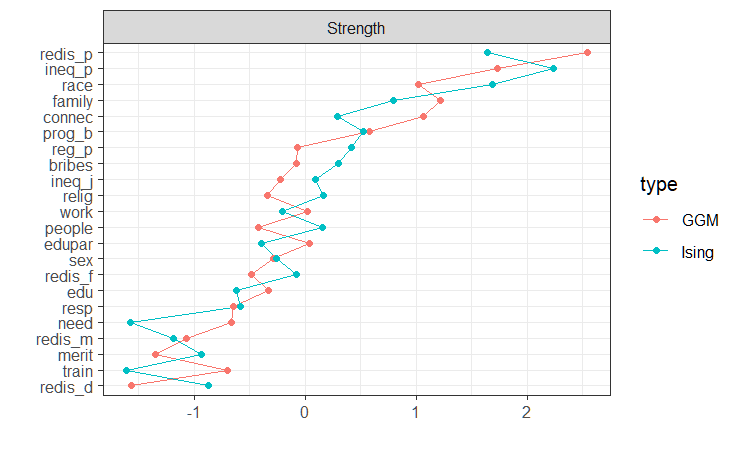 Strength
redis_p
ineq_p
race
family
connec
prog_b
reg_p
bribes
ineq_j
relig
work
people
edupar
sex
redis_f
edu
resp
need
redis_m
merit
train
redis_d
-1 0 1 2
type
GGM
Ising